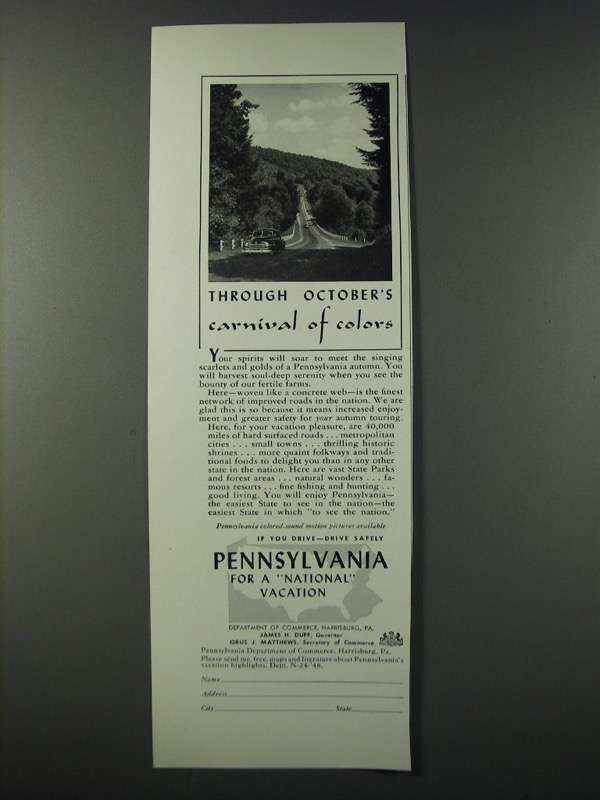 THROUGH OCTOBER'S
carnival of colors
Your spirits will soar to meet the singing
scarlets and golds of a Pennsylvania autumn. You
will harvest soul-deep serenity when you see the
bounty of our fertile farms.
Here—woven like a concrete web—is the finest
network of improved roads in the nation. We are
glad this is so because it means increased enjoy-
ment and greater safety for your autumn touring.
Here, for your vacation pleasure, are 40,000
miles of hard surfaced roads . . . metropolitan
cities . . . small towns . . . thrilling historic
shrines . . . more quaint folkways and tradi-
tional foods to delight you than in any other
state in the nation. Here are vast State Parks
and forest areas . . . natural wonders . . . fa-
mous resorts . . . fine fishing and hunting . . .
good living. You will enjoy Pennsylvania—
the easiest State to see in the nation—the
easiest State in which "to see the nation."
Pennsylvania colored-sound motion pictures available
IF YOU DRIVE—DRIVE SAFELY
PENNSYLVANIA
FOR A "NATIONAL"
VACATION
DEPARTMENT OF COMMERCE, HARRISBURG, PA.
JAMES H. DUFF, Governor
ORUS J. MATTHEWS, Secretary of Commerce
Pennsylvania Department of Commerce, Harrisburg, Pa.
Please send me, free, maps and literature about Pennsylvania's
vacation highlights. Dept. N-24-'48.
Name
Address
City State